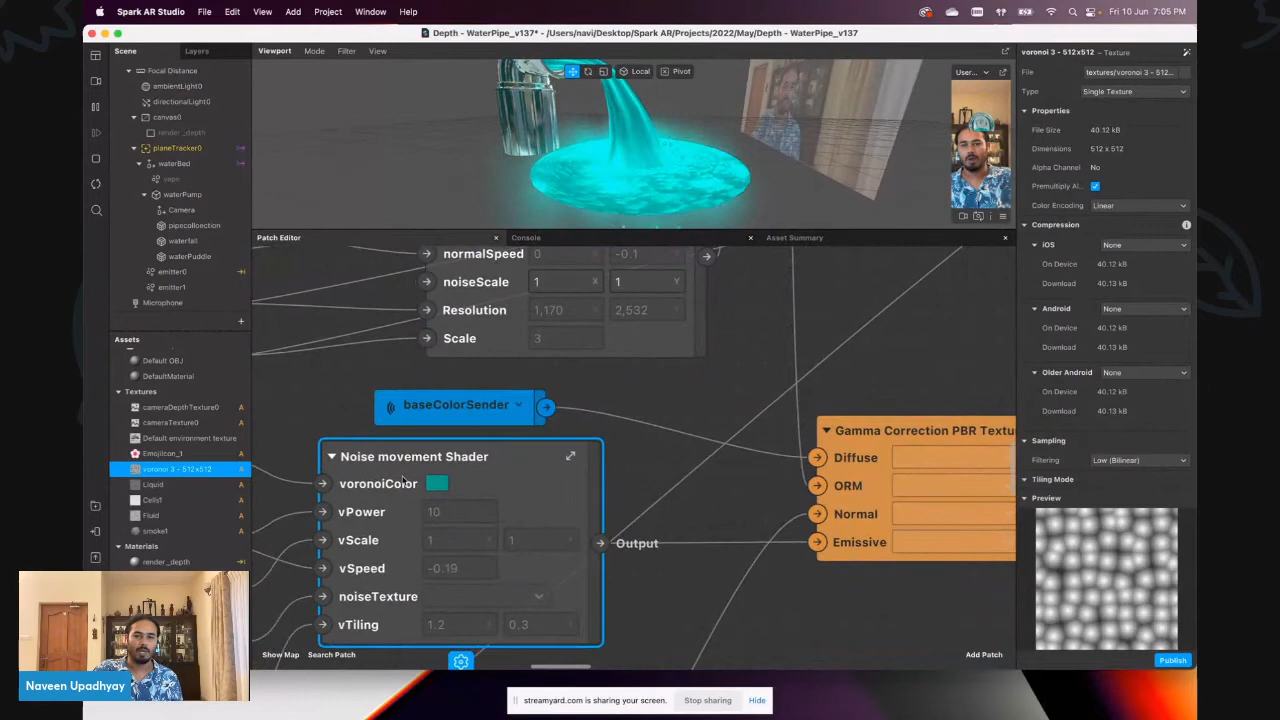 Spark AR Studio File Edit View Add Project Window Help
Fri 10 Jun 7:05 PM
Depth - WaterPipe_v137* - /Users/navi/Desktop/Spark AR/Projects/2022/May/Depth - WaterPipe_v137
Scene Layers
Focal Distance
ambientLight0
directionalLight0
canvas0
render_depth
planeTracker0
waterBed
vape
waterPump
Camera
pipecollection
waterfall
waterPuddle
emitter0
emitter1
Microphone
Assets
Default OBJ
DefaultMaterial
Textures
cameraDepthTexture0 A
cameraTexture0 A
Default environment texture A
EmojiIcon_1 A
voronoi 3 - 512x512 A
Liquid A
Cells1 A
Fluid A
smoke1 A
Materials
render_depth
Viewport Mode Filter View
Local Pivot
User...
Patch Editor Console Asset Summary
normalSpeed 0 -0.1
noiseScale 1 X 1 Y
Resolution 1,170 2,532
Scale 3
baseColorSender
Noise movement Shader
voronoiColor
vPower 10
vScale 1 1
vSpeed -0.19
noiseTexture
vTiling 1.2 0.3
Output
Gamma Correction PBR Textu
Diffuse
ORM
Normal
Emissive
Show Map Search Patch Add Patch
voronoi 3 - 512x512 – Texture
File textures/voronoi 3 - 512...
Type Single Texture
Properties
File Size 40.12 kB
Dimensions 512 x 512
Alpha Channel No
Premultiply Al...
Color Encoding Linear
Compression
iOS None
On Device 40.12 kB
Download 40.13 kB
Android None
On Device 40.12 kB
Download 40.13 kB
Older Android None
On Device 40.12 kB
Download 40.13 kB
Sampling
Filtering Low (Bilinear)
Tiling Mode
Preview
Publish
Naveen Upadhyay
streamyard.com is sharing your screen. Stop sharing Hide